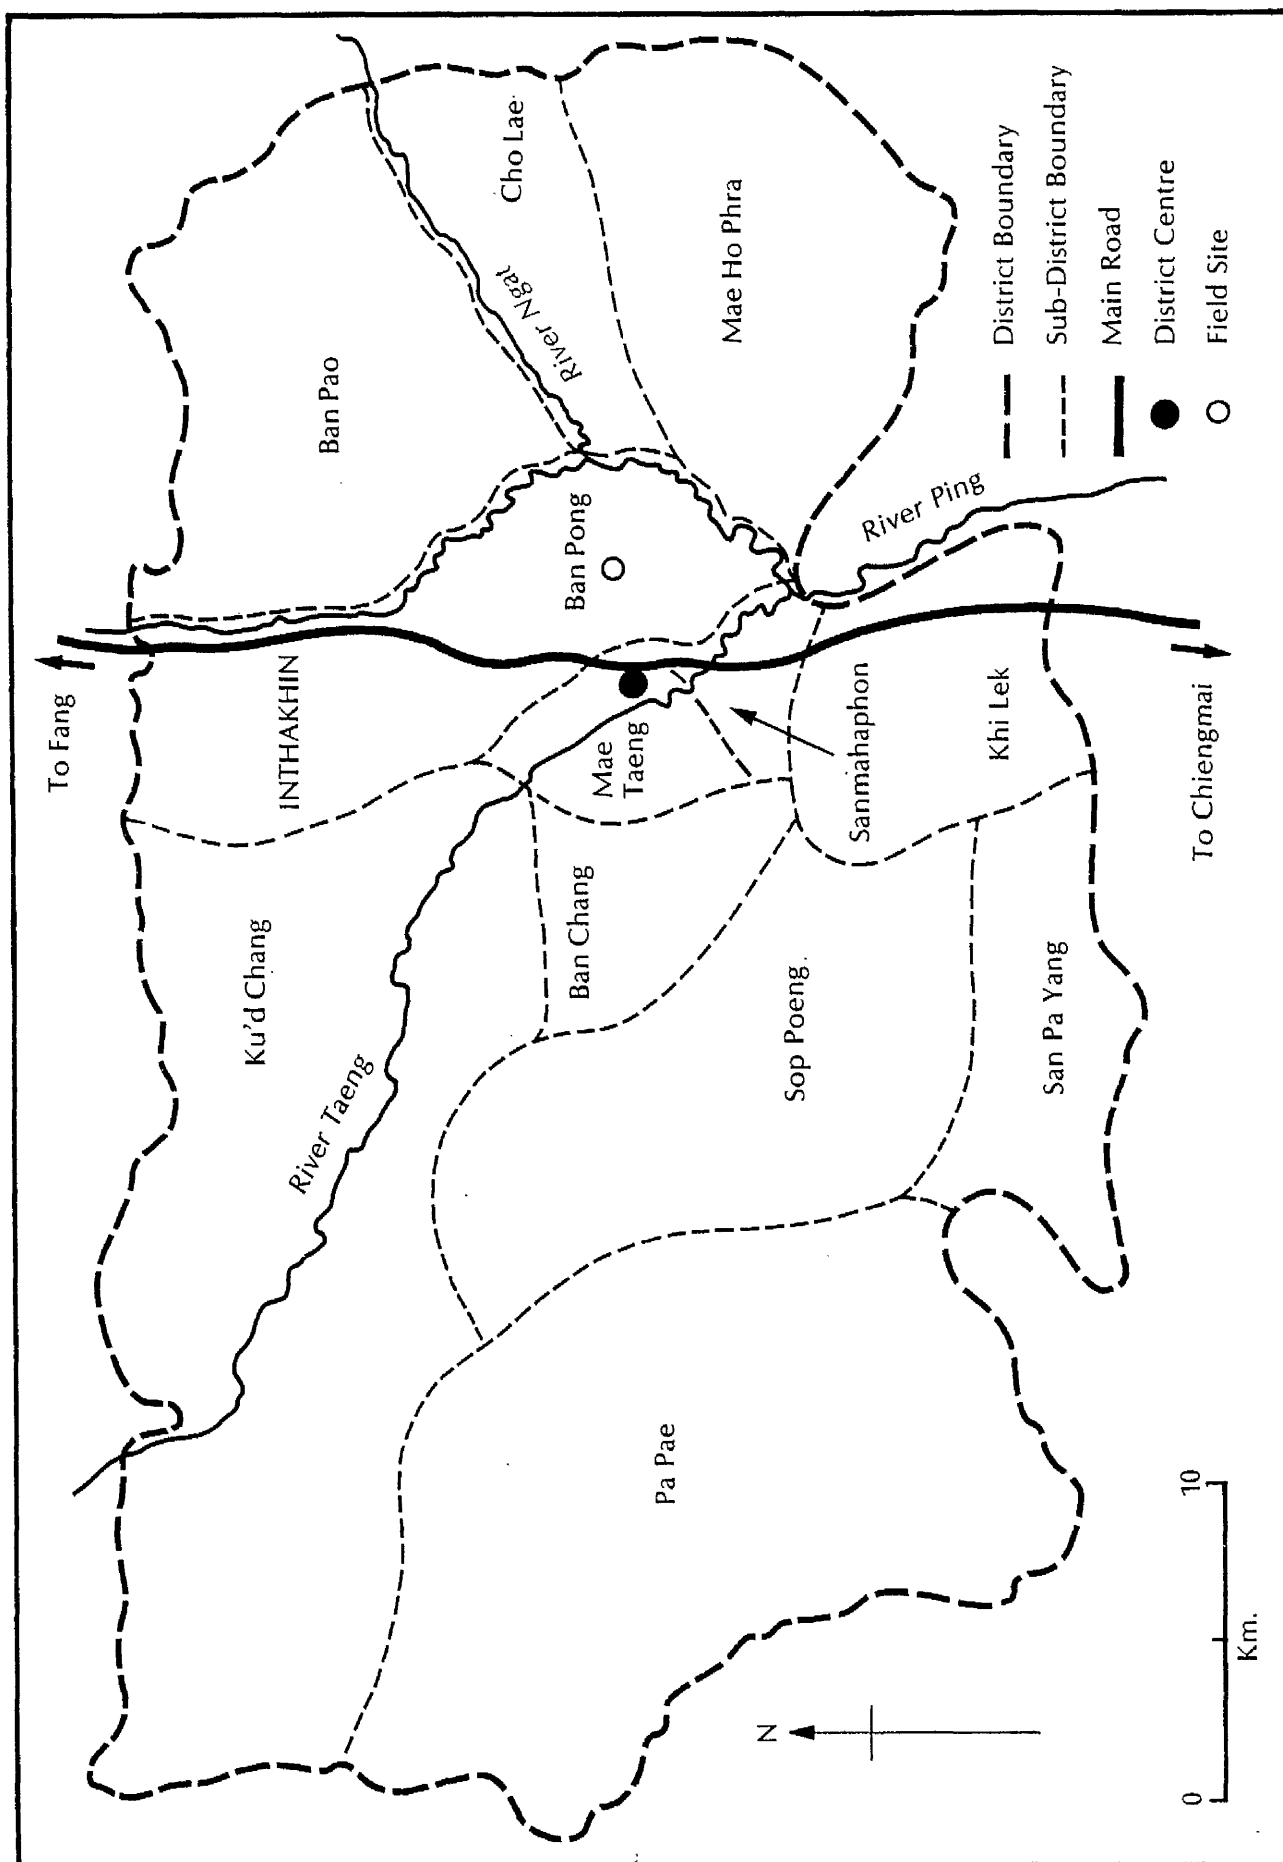 To Fang
Ku'd Chang
INTHAKHIN
Ban Pao
River Taeng
Cho Lae
River Ngat
Ban Chang
Ban Pong
Mae
Taeng
Pa Pae
Mae Ho Phra
N
Sop Poeng
Sanmahaphon
River Ping
Khi Lek
San Pa Yang
District Boundary
Sub-District Boundary
Main Road
District Centre
Field Site
0 10
Km.
To Chiengmai